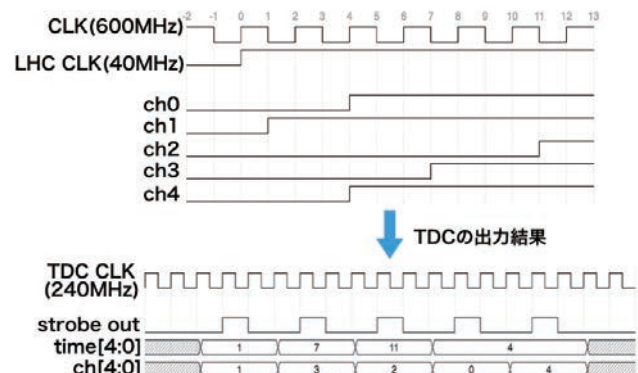 -2 -1 0 1 2 3 4 5 6 7 8 9 10 11 12 13
CLK(600MHz)
LHC CLK(40MHz)
ch0
ch1
ch2
ch3
ch4
TDCの出力結果
TDC CLK
(240MHz)
strobe out
time[4:0] 1 7 11 4
ch[4:0] 1 3 2 0 4